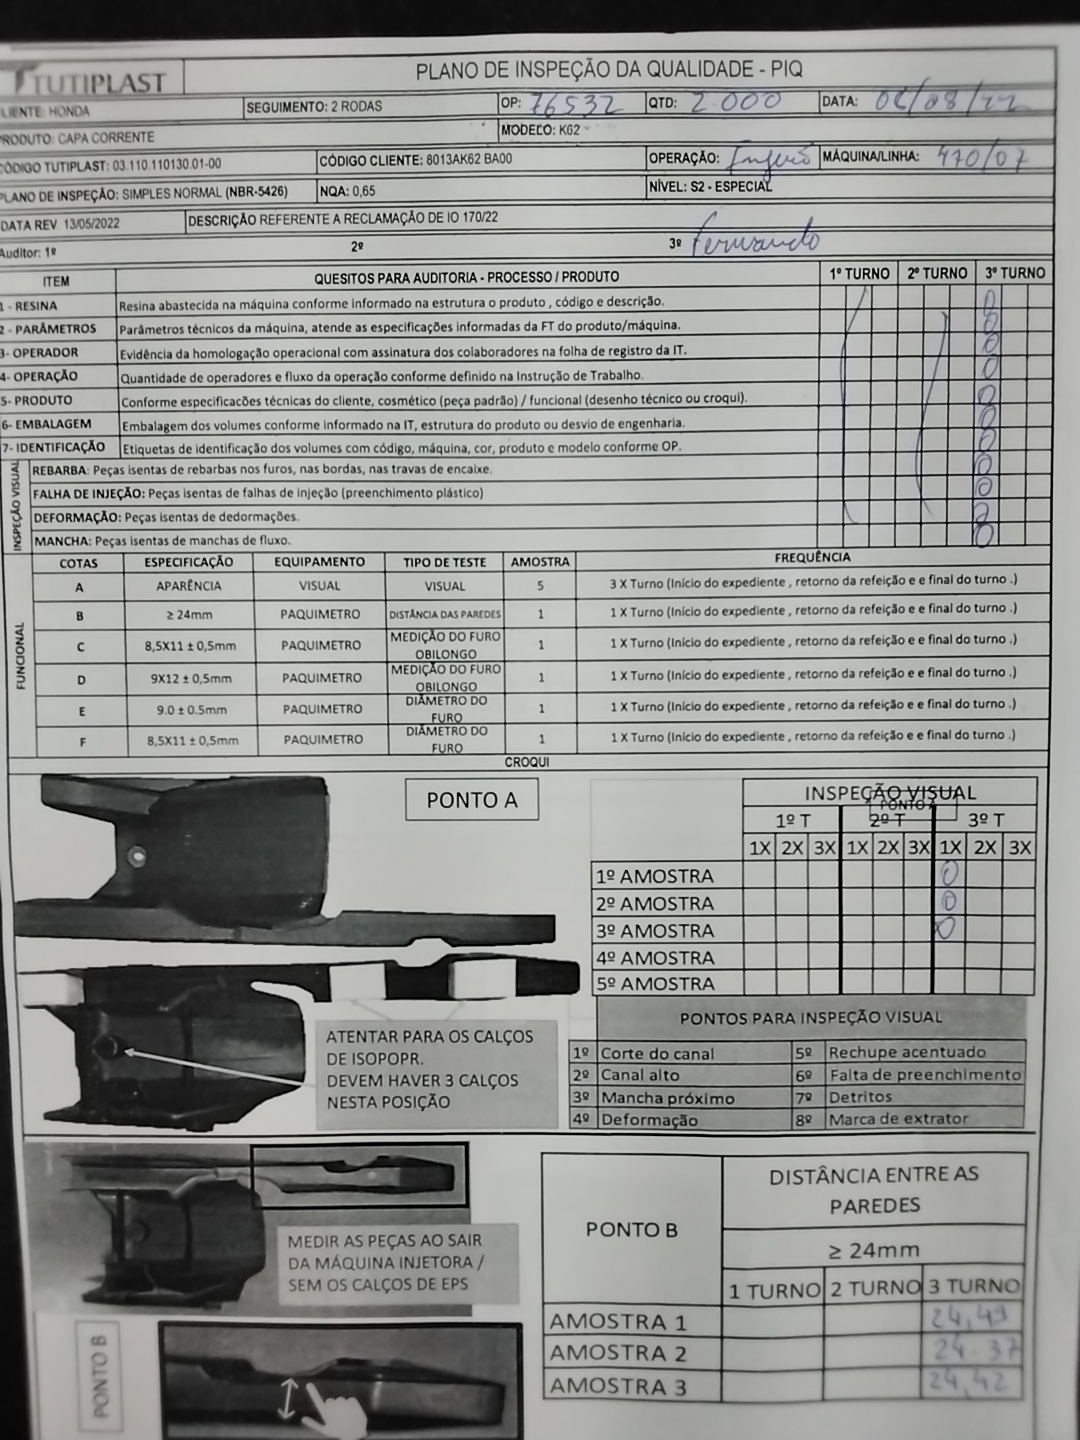 TUTIPLAST
PLANO DE INSPEÇÃO DA QUALIDADE - PIQ
LIENTE: HONDA SEGUIMENTO: 2 RODAS OP: 76532 QTD: 2.000 DATA: 06/08/22
PRODUTO: CAPA CORRENTE MODELO: K62
CÓDIGO TUTIPLAST: 03.110.110130.01-00 CÓDIGO CLIENTE: 8013AK62 BA00 OPERAÇÃO: MÁQUINA/LINHA: 470/07
PLANO DE INSPEÇÃO: SIMPLES NORMAL (NBR-5426) NQA: 0,65 NÍVEL: S2 - ESPECIAL
DATA REV 13/05/2022 DESCRIÇÃO REFERENTE A RECLAMAÇÃO DE IO 170/22
Auditor: 1º 2º 3º Fernando
ITEM QUESITOS PARA AUDITORIA - PROCESSO / PRODUTO 1º TURNO 2º TURNO 3º TURNO
1 - RESINA Resina abastecida na máquina conforme informado na estrutura o produto , código e descrição.
2 - PARÂMETROS Parâmetros técnicos da máquina, atende as especificações informadas da FT do produto/máquina.
3- OPERADOR Evidência da homologação operacional com assinatura dos colaboradores na folha de registro da IT.
4- OPERAÇÃO Quantidade de operadores e fluxo da operação conforme definido na Instrução de Trabalho.
5- PRODUTO Conforme especificacões técnicas do cliente, cosmético (peça padrão) / funcional (desenho técnico ou croqui).
6- EMBALAGEM Embalagem dos volumes conforme informado na IT, estrutura do produto ou desvio de engenharia.
7- IDENTIFICAÇÃO Etiquetas de identificação dos volumes com código, máquina, cor, produto e modelo conforme OP.
INSPEÇÃO VISUAL
REBARBA: Peças isentas de rebarbas nos furos, nas bordas, nas travas de encaixe.
FALHA DE INJEÇÃO: Peças isentas de falhas de injeção (preenchimento plástico)
DEFORMAÇÃO: Peças isentas de dedormações.
MANCHA: Peças isentas de manchas de fluxo.
FUNCIONAL
COTAS ESPECIFICAÇÃO EQUIPAMENTO TIPO DE TESTE AMOSTRA FREQUÊNCIA
A APARÊNCIA VISUAL VISUAL 5 3 X Turno (Início do expediente , retorno da refeição e e final do turno .)
B ≥ 24mm PAQUIMETRO DISTÂNCIA DAS PAREDES 1 1 X Turno (Início do expediente , retorno da refeição e e final do turno .)
C 8,5X11 ± 0,5mm PAQUIMETRO MEDIÇÃO DO FURO OBILONGO 1 1 X Turno (Início do expediente , retorno da refeição e e final do turno .)
D 9X12 ± 0,5mm PAQUIMETRO MEDIÇÃO DO FURO OBILONGO 1 1 X Turno (Início do expediente , retorno da refeição e e final do turno .)
E 9.0 ± 0.5mm PAQUIMETRO DIÂMETRO DO FURO 1 1 X Turno (Início do expediente , retorno da refeição e e final do turno .)
F 8,5X11 ± 0,5mm PAQUIMETRO DIÂMETRO DO FURO 1 1 X Turno (Início do expediente , retorno da refeição e e final do turno .)
CROQUI
PONTO A
INSPEÇÃO VISUAL
PONTO A
1º T 2º T 3º T
1X 2X 3X 1X 2X 3X 1X 2X 3X
1º AMOSTRA 0
2º AMOSTRA 0
3º AMOSTRA 0
4º AMOSTRA
5º AMOSTRA
ATENTAR PARA OS CALÇOS
DE ISOPOPR.
DEVEM HAVER 3 CALÇOS
NESTA POSIÇÃO
PONTOS PARA INSPEÇÃO VISUAL
1º Corte do canal 5º Rechupe acentuado
2º Canal alto 6º Falta de preenchimento
3º Mancha próximo 7º Detritos
4º Deformação 8º Marca de extrator
MEDIR AS PEÇAS AO SAIR
DA MÁQUINA INJETORA /
SEM OS CALÇOS DE EPS
PONTO B
PONTO B DISTÂNCIA ENTRE AS
PAREDES
≥ 24mm
1 TURNO 2 TURNO 3 TURNO
AMOSTRA 1 24,49
AMOSTRA 2 24.37
AMOSTRA 3 24,42